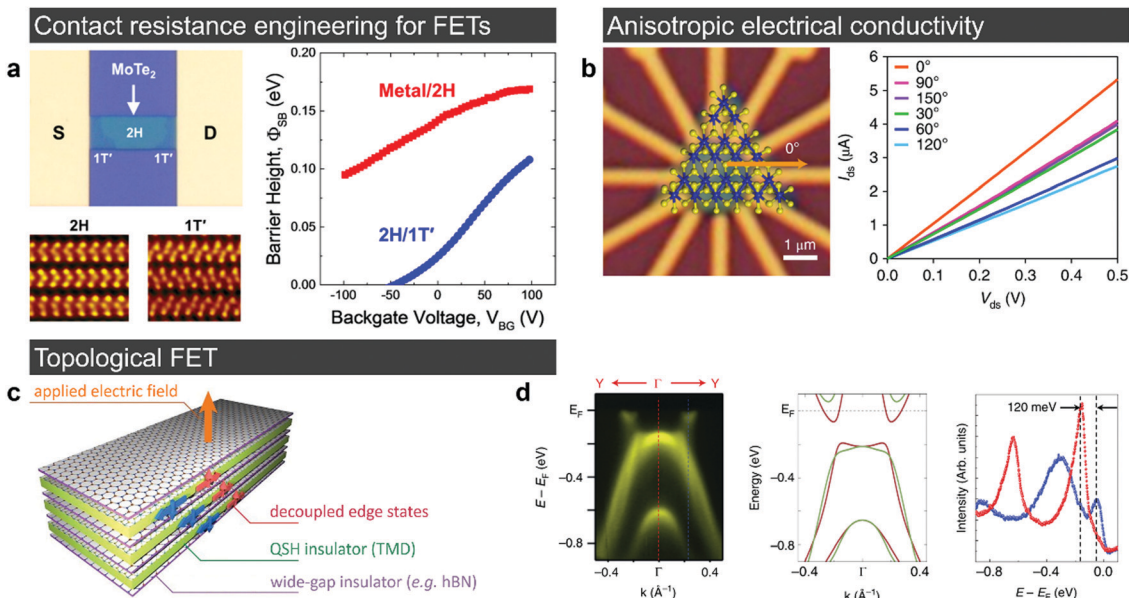 Contact resistance engineering for FETs
a
MoTe2
S
2H
D
1T′
1T′
2H
1T′
Barrier Height, ΦSB (eV)
0.20
0.15
0.10
0.05
0.00
Metal/2H
2H/1T′
-100
-50
0
50
100
Backgate Voltage, VBG (V)
Anisotropic electrical conductivity
b
0°
1 μm
Ids (μA)
6
5
4
3
2
1
0
0°
90°
150°
30°
60°
120°
0.0
0.1
0.2
0.3
0.4
0.5
Vds (V)
Topological FET
c
applied electric field
decoupled edge states
QSH insulator (TMD)
wide-gap insulator (e.g. hBN)
d
Y
Γ
Y
EF
−0.4
−0.8
E − EF (eV)
−0.4
Γ
0.4
k (Å⁻¹)
EF
0.0
−0.4
−0.8
Energy (eV)
−0.4
Γ
0.4
k (Å⁻¹)
120 meV
Intensity (Arb. units)
−0.8
−0.4
0.0
E − EF (eV)